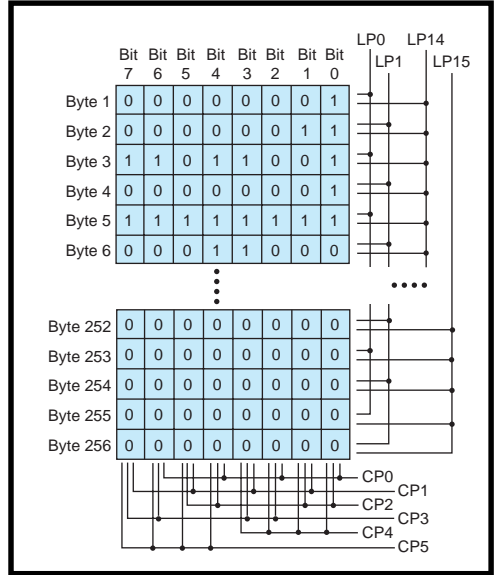 LP0 LP14
LP1 LP15
Bit Bit Bit Bit Bit Bit Bit Bit
7 6 5 4 3 2 1 0
Byte 1 0 0 0 0 0 0 0 1
Byte 2 0 0 0 0 0 0 1 1
Byte 3 1 1 0 1 1 0 0 1
Byte 4 0 0 0 0 0 0 0 1
Byte 5 1 1 1 1 1 1 1 1
Byte 6 0 0 0 1 1 0 0 0
Byte 252 0 0 0 0 0 0 0 0
Byte 253 0 0 0 0 0 0 0 0
Byte 254 0 0 0 0 0 0 0 0
Byte 255 0 0 0 0 0 0 0 0
Byte 256 0 0 0 0 0 0 0 0
CP0
CP1
CP2
CP3
CP4
CP5